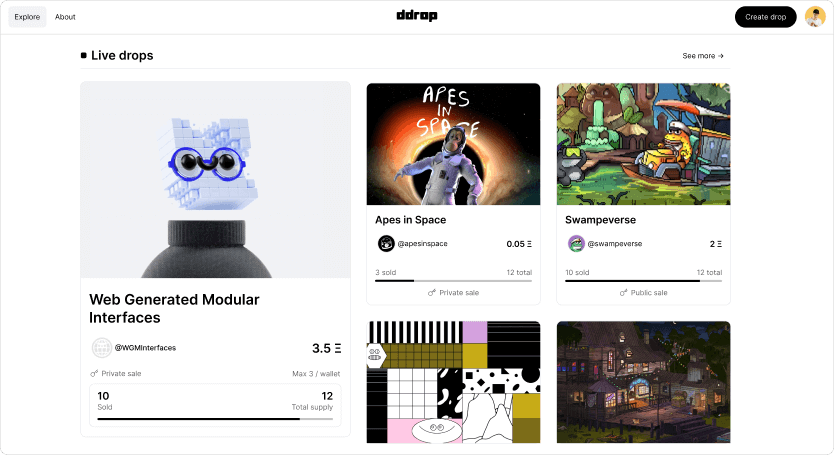 Explore
About
ddrop
Create drop
Live drops
See more →
Web Generated Modular
Interfaces
@WGMInterfaces
3.5 Ξ
Private sale
Max 3 / wallet
10
12
Sold
Total supply
APES
IN
SPACE
Apes in Space
@apesinspace
0.05 Ξ
3 sold
12 total
Private sale
Swampeverse
@swampeverse
2 Ξ
10 sold
12 total
Public sale